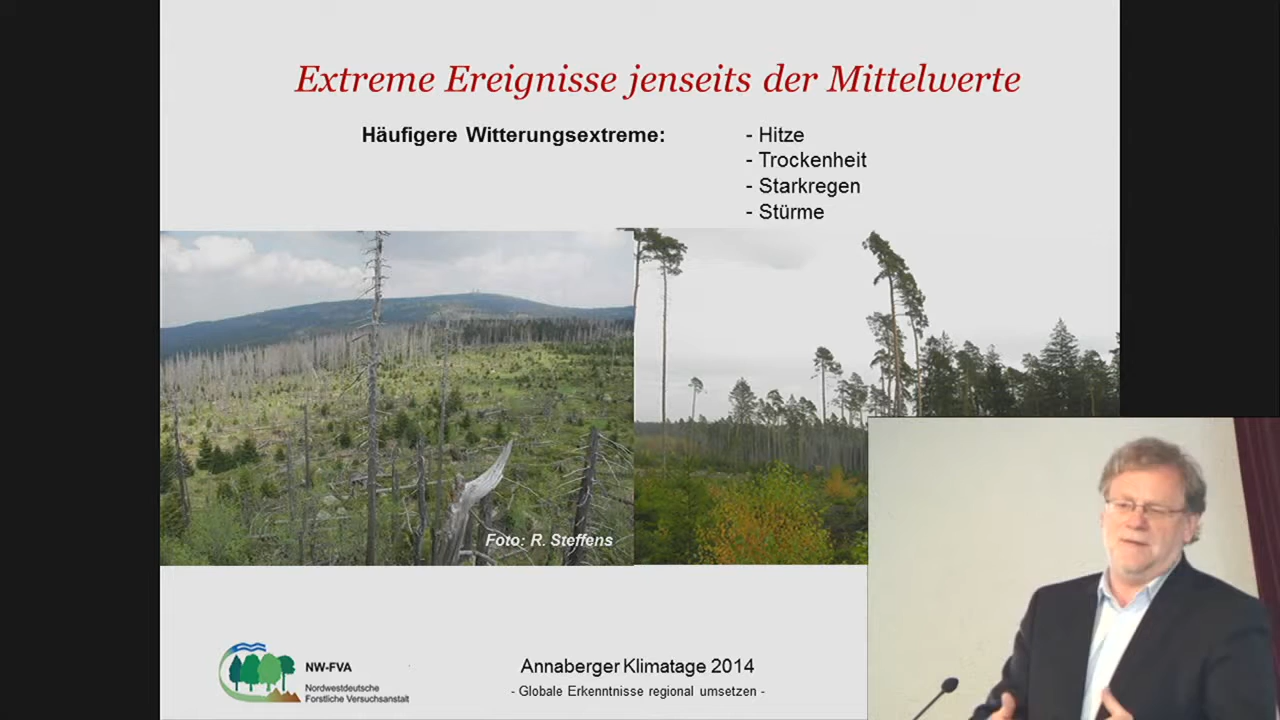 Extreme Ereignisse jenseits der Mittelwerte
Häufigere Witterungsextreme:
- Hitze
- Trockenheit
- Starkregen
- Stürme
Foto: R. Steffens
NW-FVA
Nordwestdeutsche
Forstliche Versuchsanstalt
Annaberger Klimatage 2014
- Globale Erkenntnisse regional umsetzen -